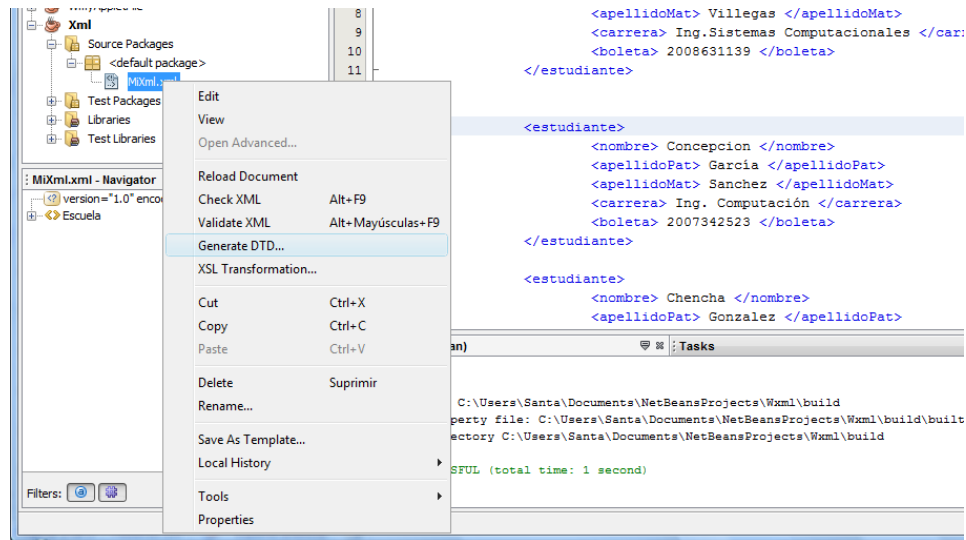 Xml
Source Packages
<default package>
MiXml.xml
Test Packages
Libraries
Test Libraries
MiXml.xml - Navigator
version="1.0"
Escuela
Filters:
8 <apellidoMat> Villegas </apellidoMat>
9 <carrera> Ing.Sistemas Computacionales </carr
10 <boleta> 2008631139 </boleta>
11 </estudiante>
<estudiante>
<nombre> Concepcion </nombre>
<apellidoPat> García </apellidoPat>
<apellidoMat> Sanchez </apellidoMat>
<carrera> Ing. Computación </carrera>
<boleta> 2007342523 </boleta>
</estudiante>
<estudiante>
<nombre> Chencha </nombre>
<apellidoPat> Gonzalez </apellidoPat>
Edit
View
Open Advanced...
Reload Document
Check XML Alt+F9
Validate XML Alt+Mayúsculas+F9
Generate DTD...
XSL Transformation...
Cut Ctrl+X
Copy Ctrl+C
Paste Ctrl+V
Delete Suprimir
Rename...
Save As Template...
Local History
Tools
Properties
an) Tasks
C:\Users\Santa\Documents\NetBeansProjects\Wxml\build
perty file: C:\Users\Santa\Documents\NetBeansProjects\Wxml\build\built
ectory C:\Users\Santa\Documents\NetBeansProjects\Wxml\build
SFUL (total time: 1 second)